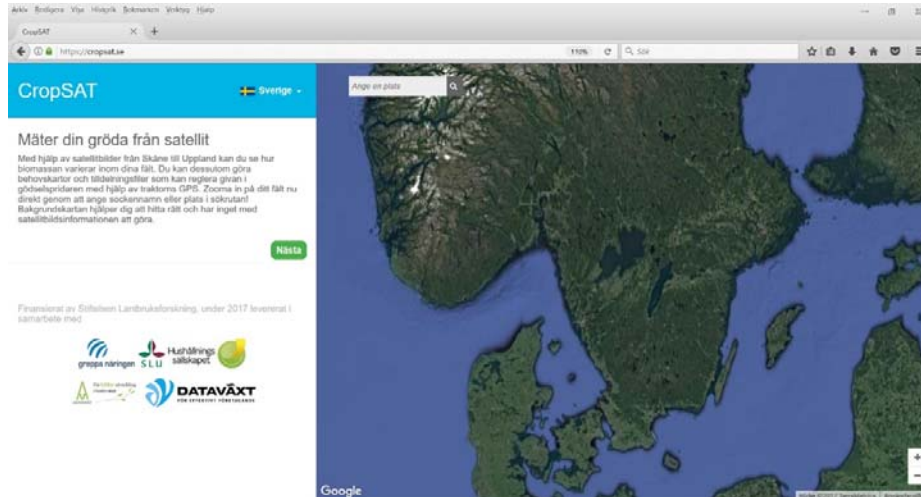 Arkiv Redigera Visa Historik Bokmärken Verktyg Hjälp
CropSAT
https://cropsat.se
110%
Sök
CropSAT
Sverige
Ange en plats
Mäter din gröda från satellit
Med hjälp av satellitbilder från Skåne till Uppland kan du se hur
biomassan varierar inom dina fält. Du kan dessutom göra
behovskartor och tilldelningsfiler som kan reglera givan i
gödselspridaren med hjälp av traktorns GPS. Zooma in på ditt fält nu
direkt genom att ange sockennamn eller plats i sökrutan!
Bakgrundskartan hjälper dig att hitta rätt och har inget med
satellitbildsinformationen att göra.
Nästa
Finansierat av Stiftelsen Lantbruksforskning, under 2017 levererat i
samarbete med
greppa näringen
SLU
Hushållnings
sällskapet
DATAVÄXT
FÖR EFFEKTIVT FÖRETAGANDE
Google